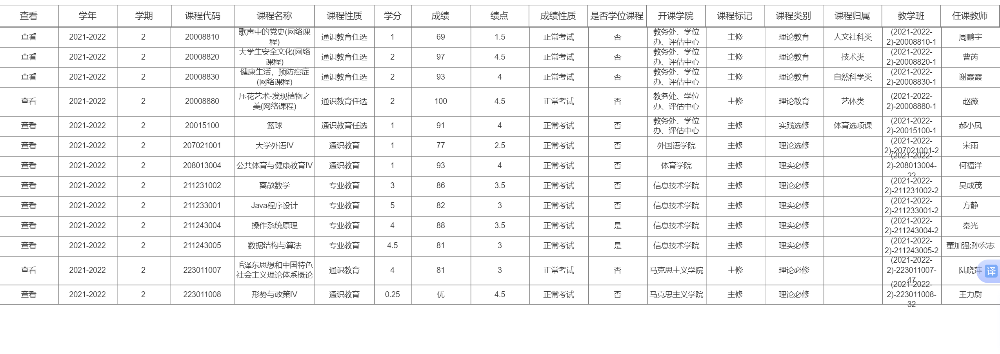 查看 学年 学期 课程代码 课程名称 课程性质 学分 成绩 绩点 成绩性质 是否学位课程 开课学院 课程标记 课程类别 课程归属 教学班 任课教师
查看 2021-2022 2 20008810 歌声中的党史(网络课程) 通识教育任选 1 69 1.5 正常考试 否 教务处、学位办、评估中心 主修 理论教育 人文社科类 (2021-2022-2)-20008810-1 周鹏宇
查看 2021-2022 2 20008820 大学生安全文化(网络课程) 通识教育任选 2 97 4.5 正常考试 否 教务处、学位办、评估中心 主修 理论教育 技术类 (2021-2022-2)-20008820-1 曹芮
查看 2021-2022 2 20008830 健康生活，预防癌症(网络课程) 通识教育任选 2 93 4 正常考试 否 教务处、学位办、评估中心 主修 理论教育 自然科学类 (2021-2022-2)-20008830-1 谢霞霞
查看 2021-2022 2 20008880 压花艺术-发现植物之美(网络课程) 通识教育任选 2 100 4.5 正常考试 否 教务处、学位办、评估中心 主修 理论教育 艺体类 (2021-2022-2)-20008880-1 赵薇
查看 2021-2022 2 20015100 篮球 通识教育任选 1 91 4 正常考试 否 教务处、学位办、评估中心 主修 实践选修 体育选项课 (2021-2022-2)-20015100-1 郝小凤
查看 2021-2022 2 207021001 大学外语IV 通识教育 1 77 2.5 正常考试 否 外国语学院 主修 理论选修 (2021-2022-2)-207021001-2 宋雨
查看 2021-2022 2 208013004 公共体育与健康教育IV 通识教育 1 93 4 正常考试 否 体育学院 主修 理实必修 (2021-2022-2)-208013004-22 何福洋
查看 2021-2022 2 211231002 离散数学 专业教育 3 86 3.5 正常考试 否 信息技术学院 主修 理论必修 (2021-2022-2)-211231002-2 吴成茂
查看 2021-2022 2 211233001 Java程序设计 专业教育 5 82 3 正常考试 否 信息技术学院 主修 理实必修 (2021-2022-2)-211233001-2 方静
查看 2021-2022 2 211243004 操作系统原理 专业教育 4 88 3.5 正常考试 是 信息技术学院 主修 理实必修 (2021-2022-2)-211243004-2 秦光
查看 2021-2022 2 211243005 数据结构与算法 专业教育 4.5 81 3 正常考试 是 信息技术学院 主修 理实必修 (2021-2022-2)-211243005-2 董加强;孙宏志
查看 2021-2022 2 223011007 毛泽东思想和中国特色社会主义理论体系概论 通识教育 4 81 3 正常考试 否 马克思主义学院 主修 理论必修 (2021-2022-2)-223011007-47 陆晓萍 译
查看 2021-2022 2 223011008 形势与政策IV 通识教育 0.25 优 4.5 正常考试 否 马克思主义学院 主修 理论必修 (2021-2022-2)-223011008-32 王力尉